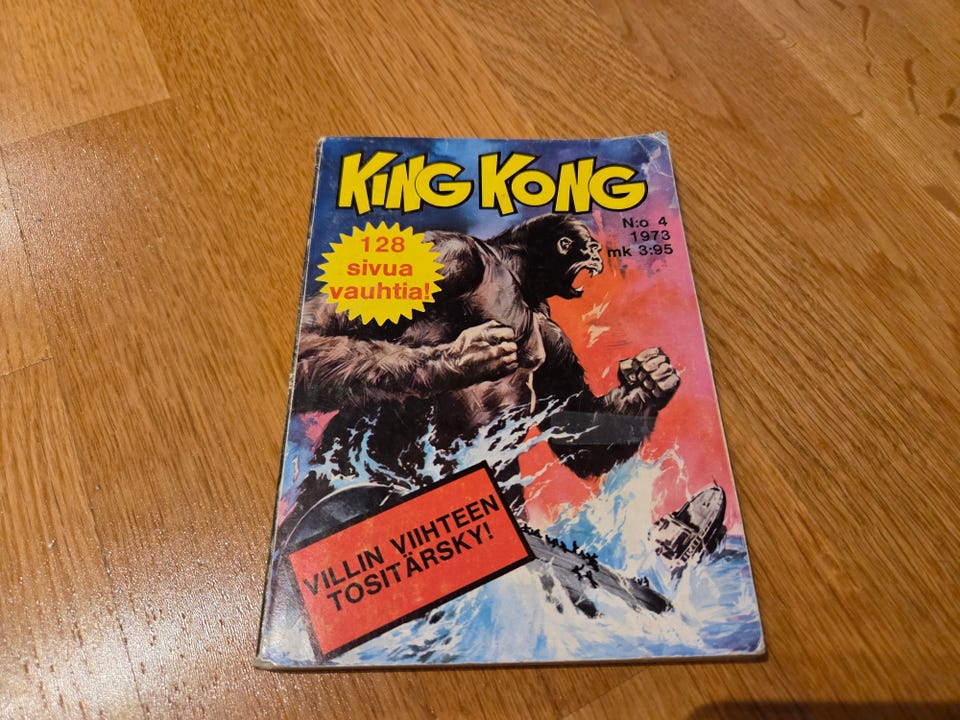 KING KONG
N:o 4
1973
mk 3:95
128
sivua
vauhtia!
VILLIN VIIHTEEN
TOSITÄRSKY!